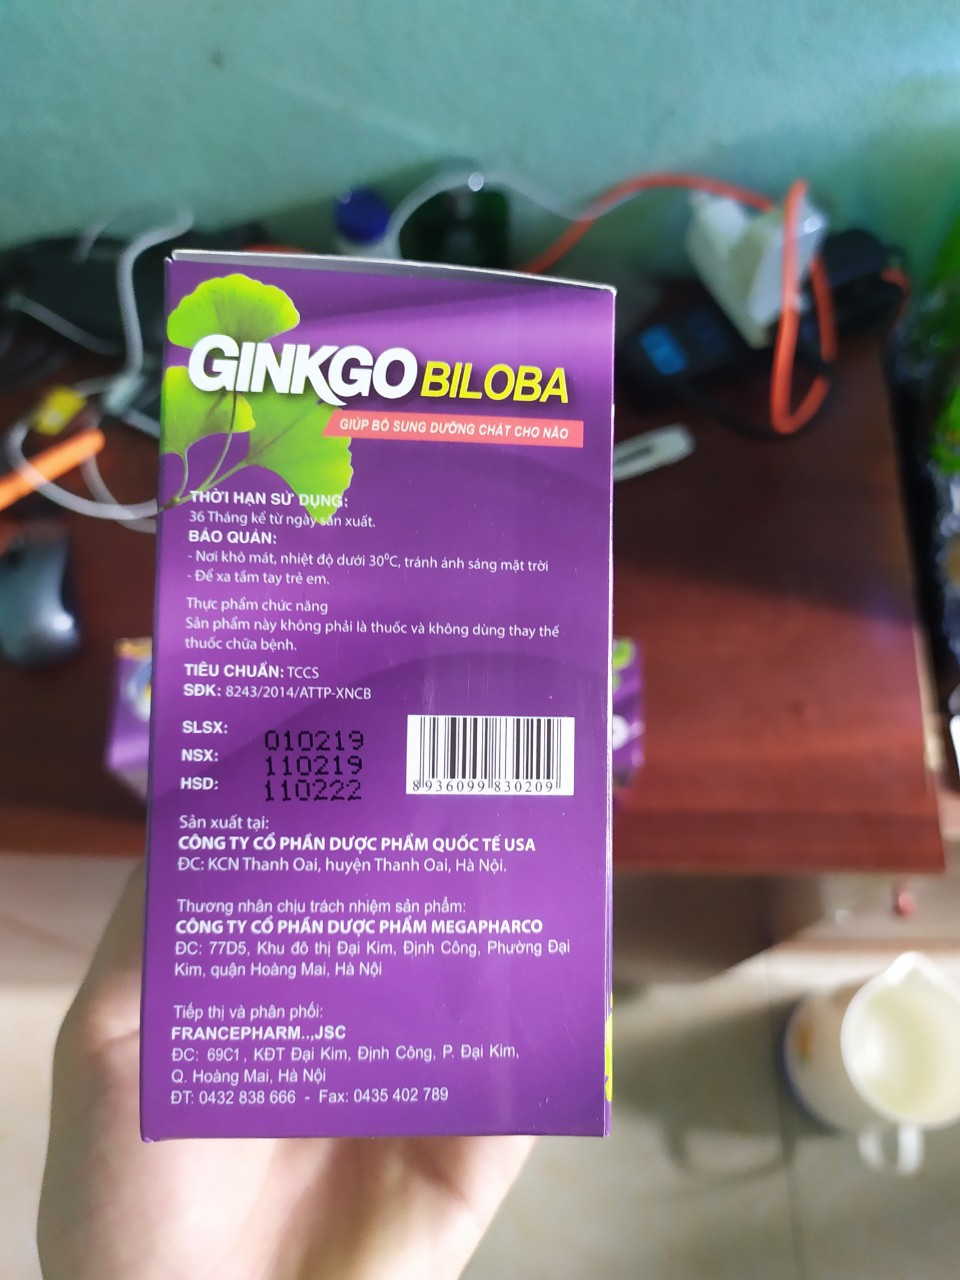 GINKGO BILOBA
GIÚP BỔ SUNG DƯỠNG CHẤT CHO NÃO
THỜI HẠN SỬ DỤNG:
36 Tháng kể từ ngày sản xuất.
BẢO QUẢN:
- Nơi khô mát, nhiệt độ dưới 30⁰C, tránh ánh sáng mặt trời
- Để xa tầm tay trẻ em.
Thực phẩm chức năng
Sản phẩm này không phải là thuốc và không dùng thay thế
thuốc chữa bệnh.
TIÊU CHUẨN: TCCS
SĐK: 8243/2014/ATTP-XNCB
SLSX: 010219
NSX: 110219
HSD: 110222
8 936099 830209
Sản xuất tại:
CÔNG TY CỔ PHẦN DƯỢC PHẨM QUỐC TẾ USA
ĐC: KCN Thanh Oai, huyện Thanh Oai, Hà Nội.
Thương nhân chịu trách nhiệm sản phẩm:
CÔNG TY CỔ PHẦN DƯỢC PHẨM MEGAPHARCO
ĐC: 77D5, Khu đô thị Đại Kim, Định Công, Phường Đại
Kim, quận Hoàng Mai, Hà Nội
Tiếp thị và phân phối:
FRANCEPHARM..,JSC
ĐC: 69C1, KĐT Đại Kim, Định Công, P. Đại Kim,
Q. Hoàng Mai, Hà Nội
ĐT: 0432 838 666 - Fax: 0435 402 789